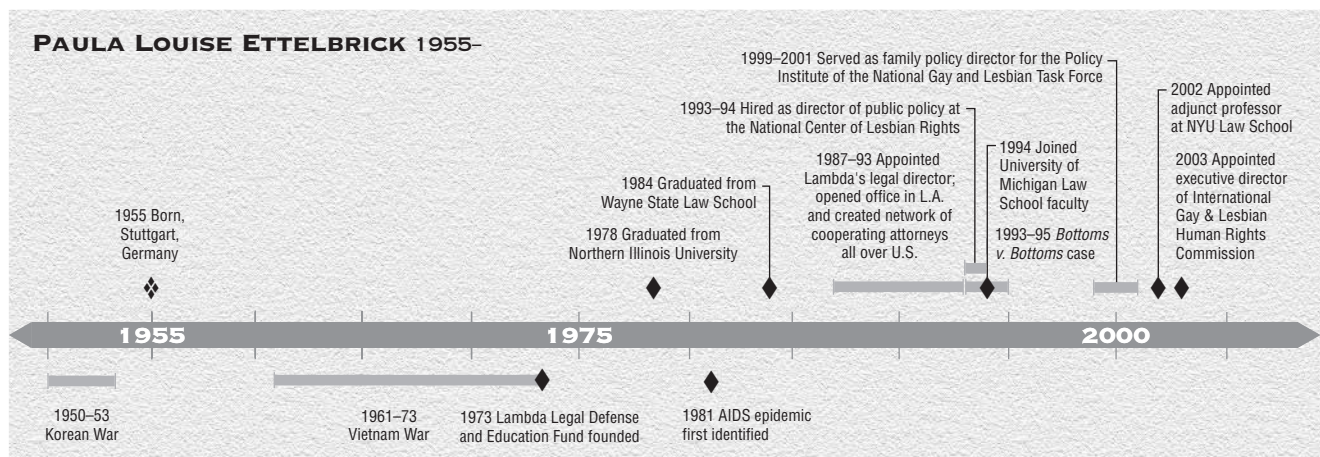 PAULA LOUISE ETTELBRICK 1955–
1955 Born,
Stuttgart,
Germany
1978 Graduated from
Northern Illinois University
1984 Graduated from
Wayne State Law School
1987–93 Appointed
Lambda's legal director;
opened office in L.A.
and created network of
cooperating attorneys
all over U.S.
1993–94 Hired as director of public policy at
the National Center of Lesbian Rights
1999–2001 Served as family policy director for the Policy
Institute of the National Gay and Lesbian Task Force
1994 Joined
University of
Michigan Law
School faculty
1993–95 Bottoms
v. Bottoms case
2002 Appointed
adjunct professor
at NYU Law School
2003 Appointed
executive director
of International
Gay & Lesbian
Human Rights
Commission
1955 1975 2000
1950–53
Korean War
1961–73
Vietnam War
1973 Lambda Legal Defense
and Education Fund founded
1981 AIDS epidemic
first identified